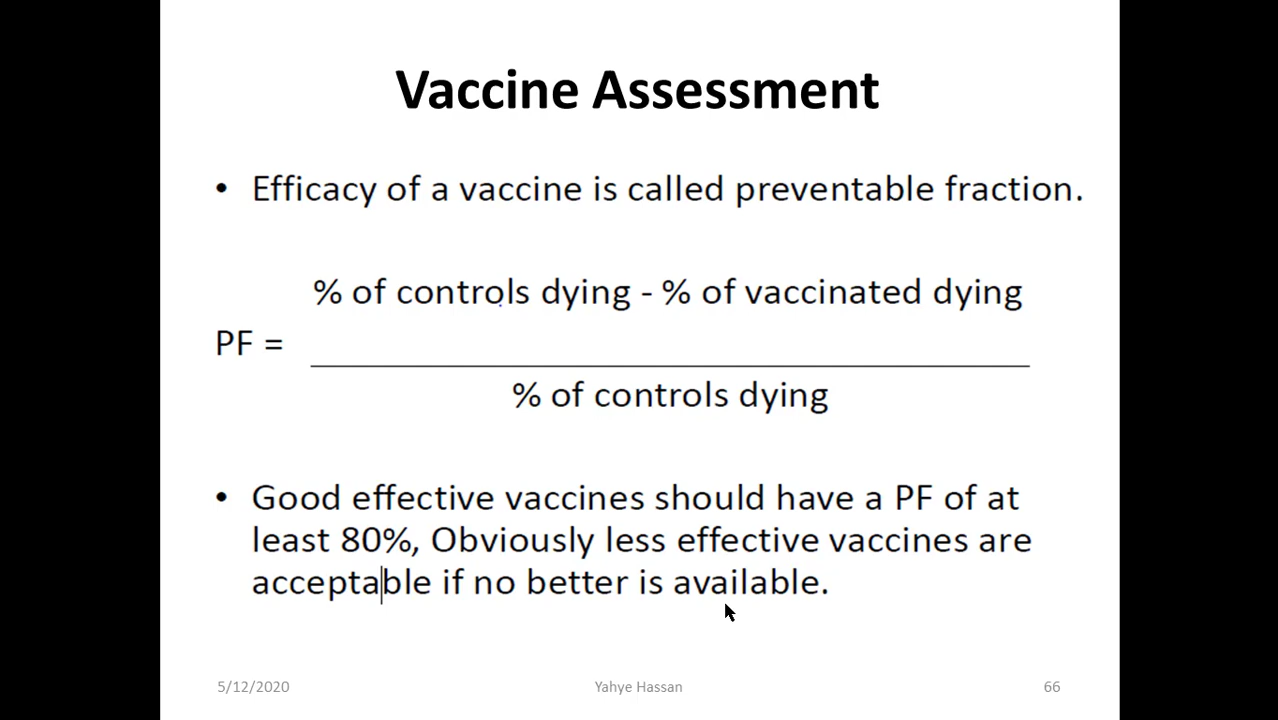 Vaccine Assessment
• Efficacy of a vaccine is called preventable fraction.
% of controls dying - % of vaccinated dying
PF =
% of controls dying
• Good effective vaccines should have a PF of at
least 80%, Obviously less effective vaccines are
acceptable if no better is available.
5/12/2020
Yahye Hassan
66